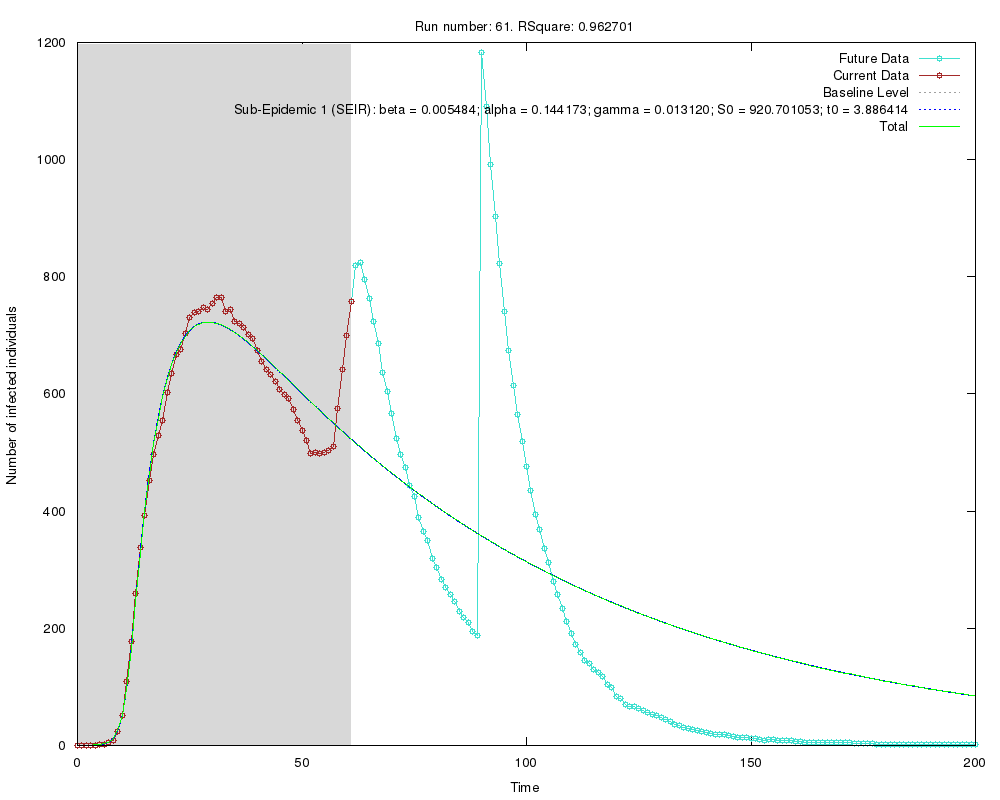 Run number: 61. RSquare: 0.962701
1200
1000
800
600
400
200
0
Number of infected individuals
Future Data
Current Data
Baseline Level
Sub-Epidemic 1 (SEIR): beta = 0.005484; alpha = 0.144173; gamma = 0.013120; S0 = 920.701053; t0 = 3.886414
Total
0 50 100 150 200
Time